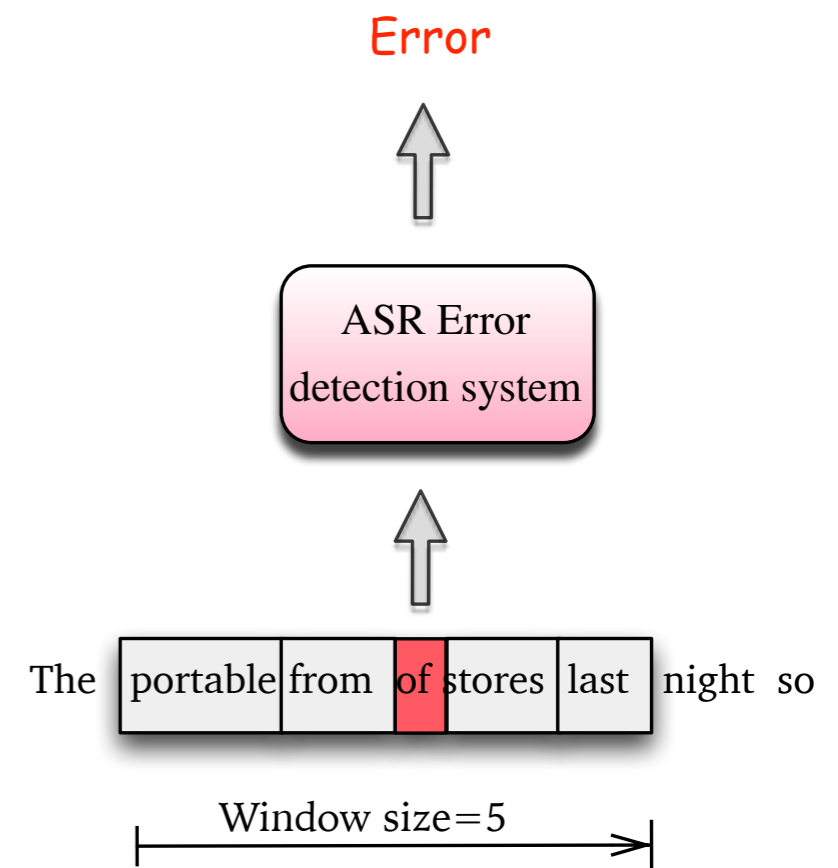 Error
ASR Error
detection system
The portable from of stores last night so
Window size=5